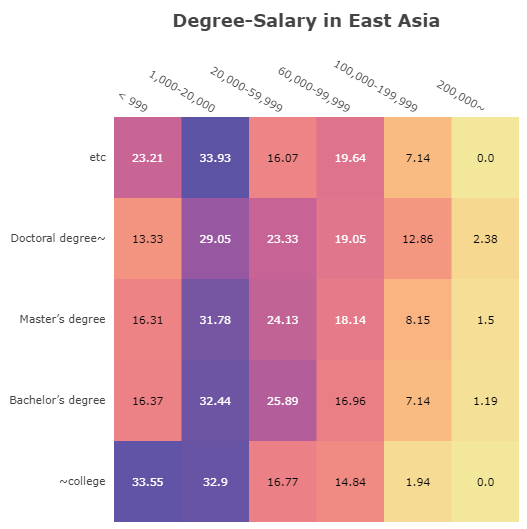 Degree-Salary in East Asia
< 999
1,000-20,000
20,000-59,999
60,000-99,999
100,000-199,999
200,000~
etc 23.21 33.93 16.07 19.64 7.14 0.0
Doctoral degree~ 13.33 29.05 23.33 19.05 12.86 2.38
Master’s degree 16.31 31.78 24.13 18.14 8.15 1.5
Bachelor’s degree 16.37 32.44 25.89 16.96 7.14 1.19
~college 33.55 32.9 16.77 14.84 1.94 0.0